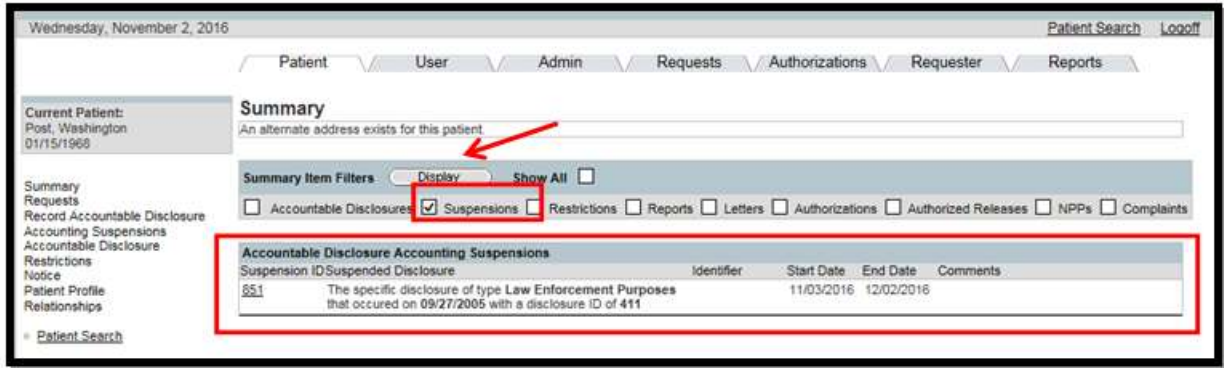 Wednesday, November 2, 2016 Patient Search Logoff
Patient User Admin Requests Authorizations Requester Reports
Current Patient:
Post, Washington
01/15/1968
Summary
Requests
Record Accountable Disclosure
Accounting Suspensions
Accountable Disclosure
Restrictions
Notice
Patient Profile
Relationships
Patient Search
Summary
An alternate address exists for this patient.
Summary Item Filters Display Show All
Accountable Disclosures Suspensions Restrictions Reports Letters Authorizations Authorized Releases NPPs Complaints
Accountable Disclosure Accounting Suspensions
Suspension ID Suspended Disclosure Identifier Start Date End Date Comments
851 The specific disclosure of type Law Enforcement Purposes 11/03/2016 12/02/2016
that occured on 09/27/2005 with a disclosure ID of 411